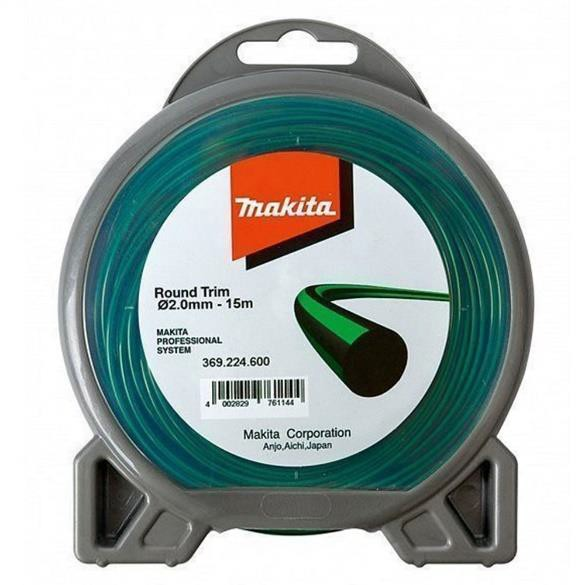 makita
Round Trim
Ø2.0mm - 15m
MAKITA
PROFESSIONAL
SYSTEM
369.224.600
4 002829 761144
Makita Corporation
Anjo,Aichi,Japan